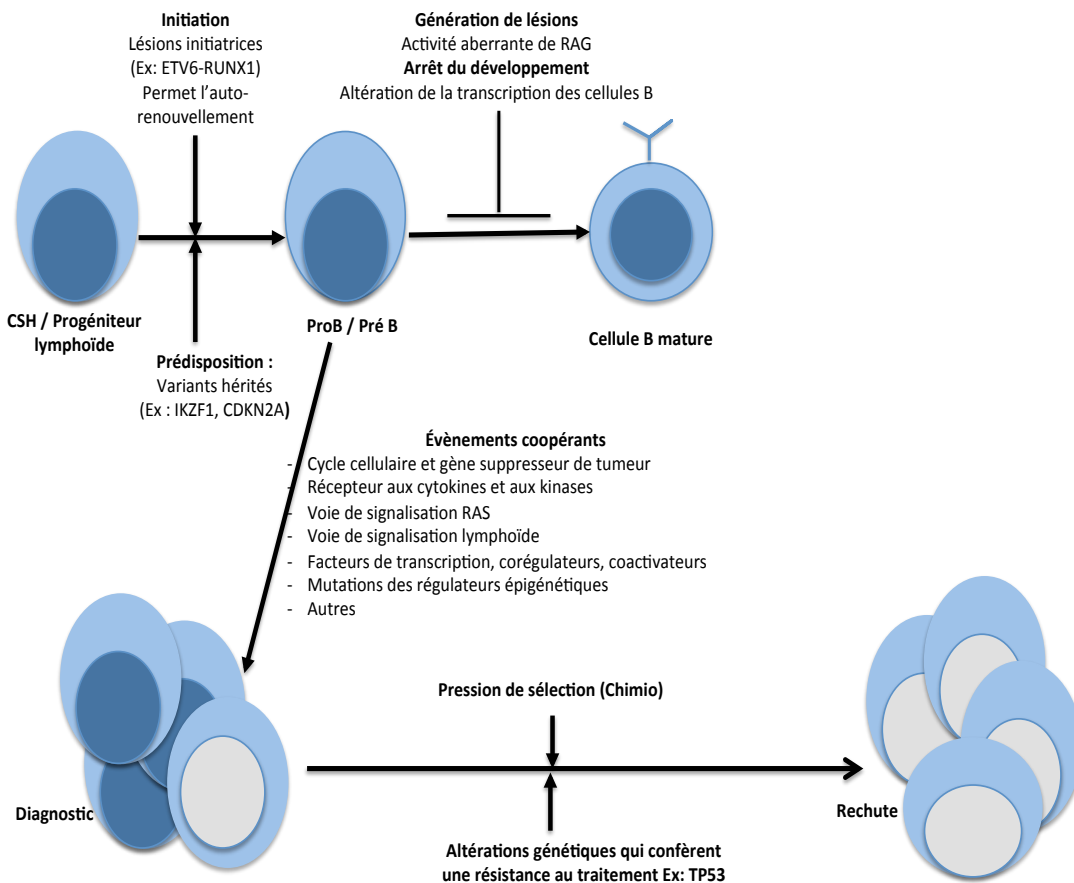 Initiation
Lésions initiatrices
(Ex: ETV6-RUNX1)
Permet l’auto-
renouvellement
Génération de lésions
Activité aberrante de RAG
Arrêt du développement
Altération de la transcription des cellules B
CSH / Progéniteur
lymphoïde
ProB / Pré B
Cellule B mature
Prédisposition :
Variants hérités
(Ex : IKZF1, CDKN2A)
Évènements coopérants
- Cycle cellulaire et gène suppresseur de tumeur
- Récepteur aux cytokines et aux kinases
- Voie de signalisation RAS
- Voie de signalisation lymphoïde
- Facteurs de transcription, corégulateurs, coactivateurs
- Mutations des régulateurs épigénétiques
- Autres
Pression de sélection (Chimio)
Diagnostic
Rechute
Altérations génétiques qui confèrent
une résistance au traitement Ex: TP53